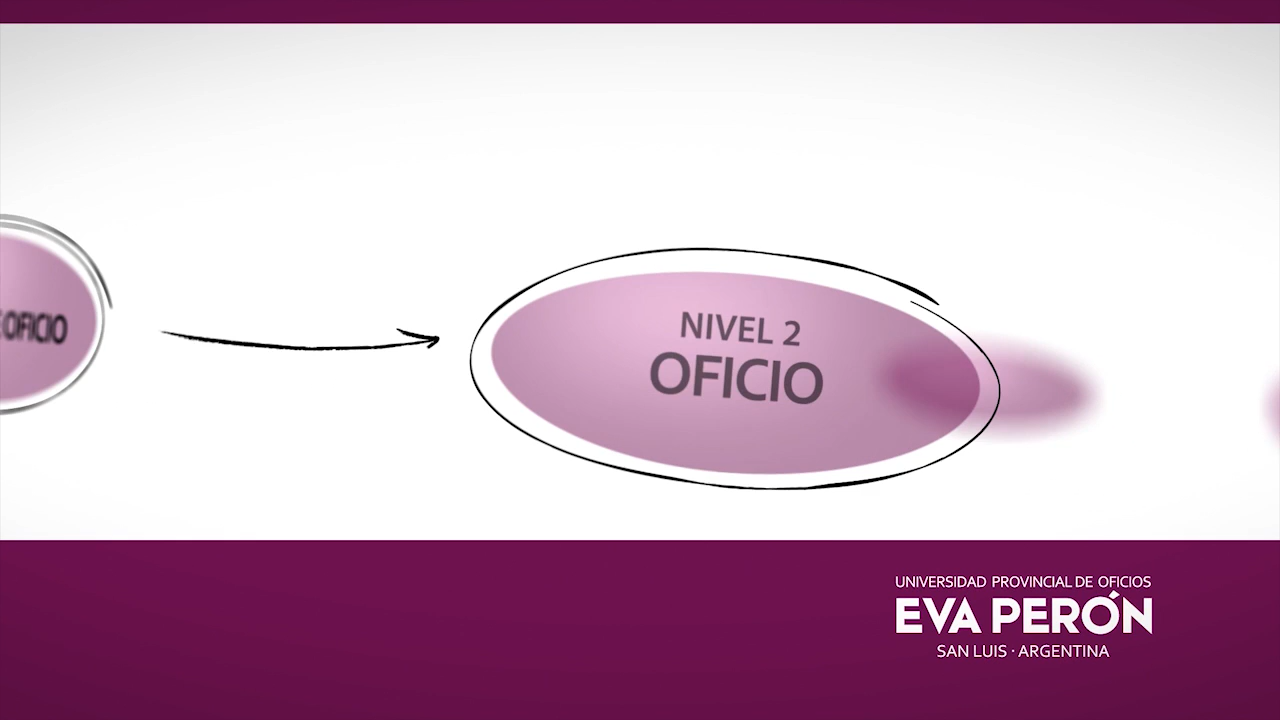 OFICIO
NIVEL 2
OFICIO
UNIVERSIDAD PROVINCIAL DE OFICIOS
EVA PERÓN
SAN LUIS · ARGENTINA